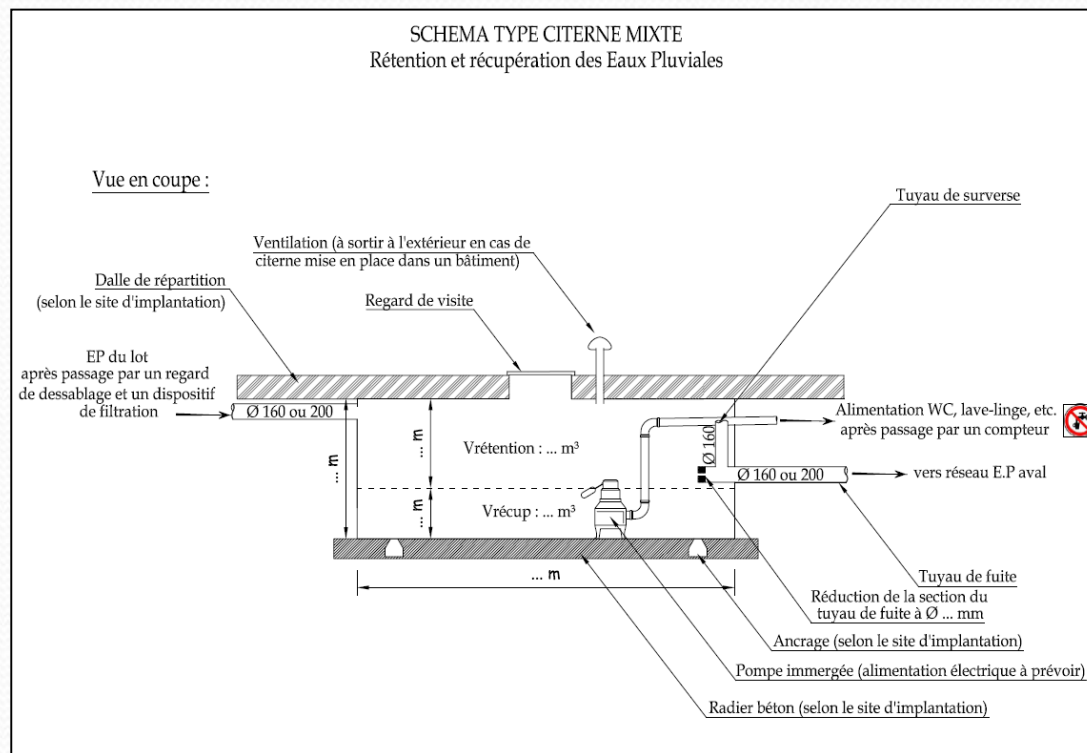 SCHEMA TYPE CITERNE MIXTE
Rétention et récupération des Eaux Pluviales
Vue en coupe :
Tuyau de surverse
Ventilation (à sortir à l'extérieur en cas de
citerne mise en place dans un bâtiment)
Dalle de répartition
(selon le site d'implantation)
Regard de visite
EP du lot
après passage par un regard
de dessablage et un dispositif
de filtration
Ø 160 ou 200
Alimentation WC, lave-linge, etc.
après passage par un compteur
... m
... m
Vrétention : ... m³
Ø 160
Ø 160 ou 200
vers réseau E.P aval
... m
Vrécup : ... m³
... m
Tuyau de fuite
Réduction de la section du
tuyau de fuite à Ø ... mm
Ancrage (selon le site d'implantation)
Pompe immergée (alimentation électrique à prévoir)
Radier béton (selon le site d'implantation)